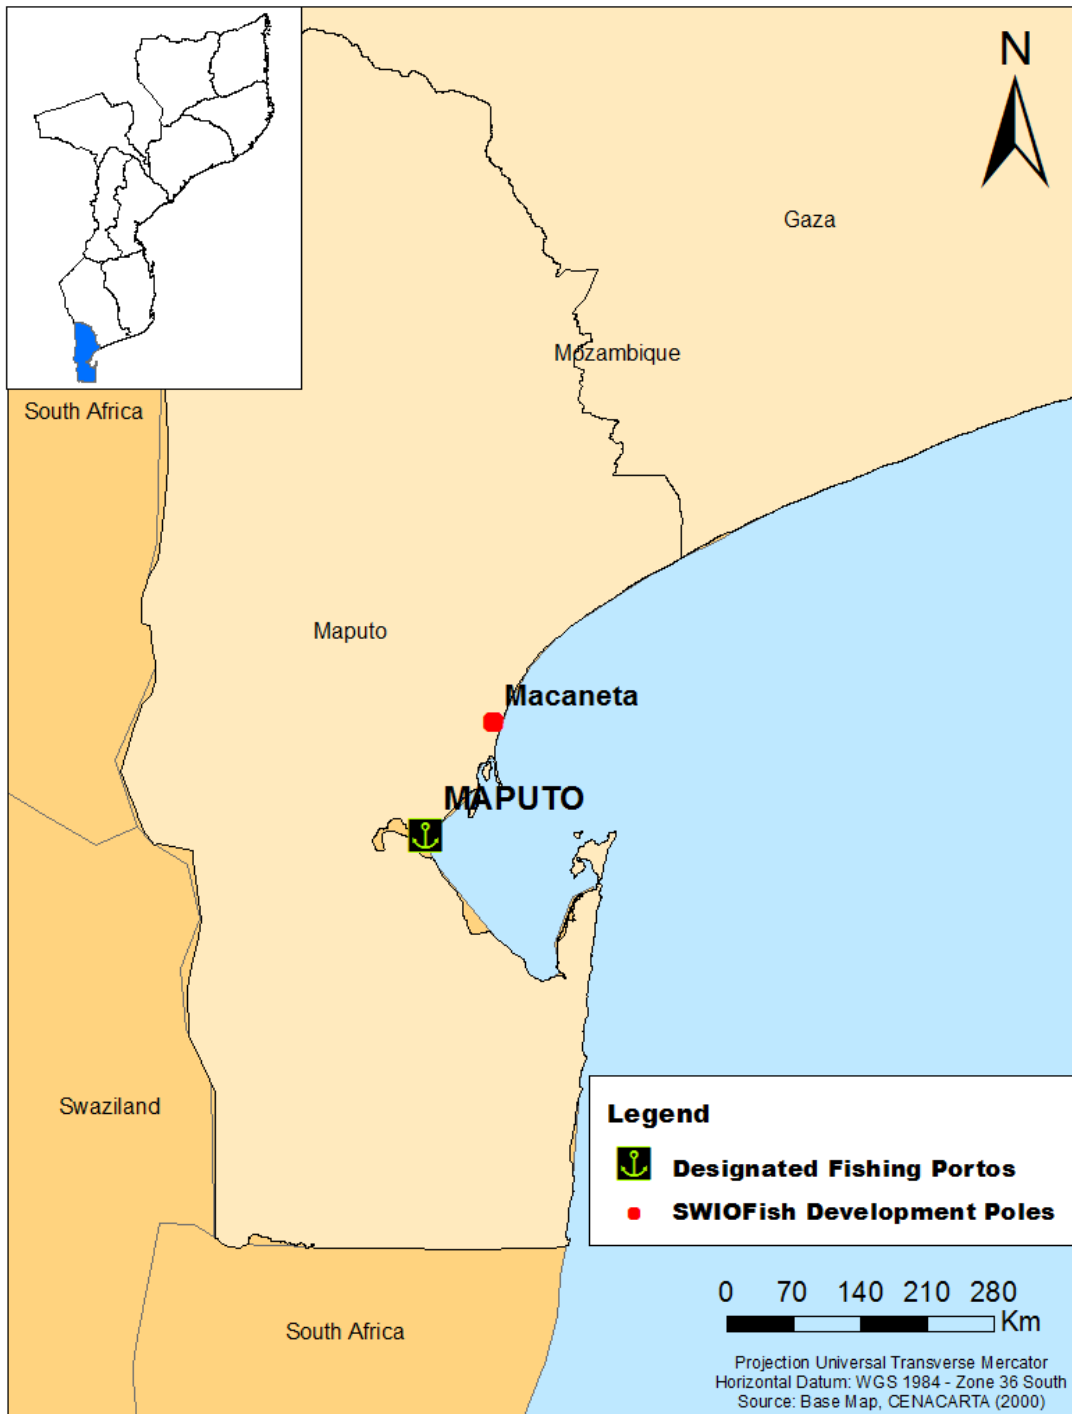 N
Gaza
Mozambique
South Africa
Maputo
Macaneta
MAPUTO
Swaziland
South Africa
Legend
Designated Fishing Portos
SWIOFish Development Poles
0 70 140 210 280
Km
Projection Universal Transverse Mercator
Horizontal Datum: WGS 1984 - Zone 36 South
Source: Base Map, CENACARTA (2000)